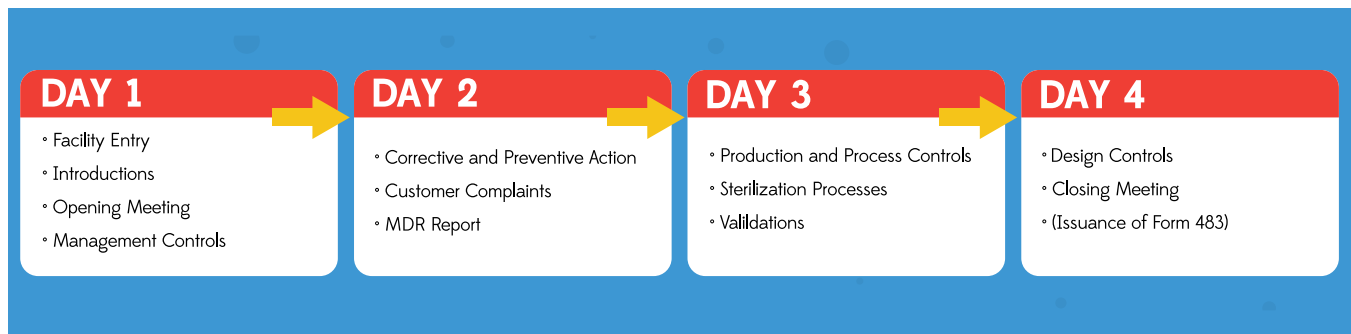 DAY 1
° Facility Entry
° Introductions
° Opening Meeting
° Management Controls
DAY 2
° Corrective and Preventive Action
° Customer Complaints
° MDR Report
DAY 3
° Production and Process Controls
° Sterilization Processes
° Valildations
DAY 4
° Design Controls
° Closing Meeting
° (Issuance of Form 483)